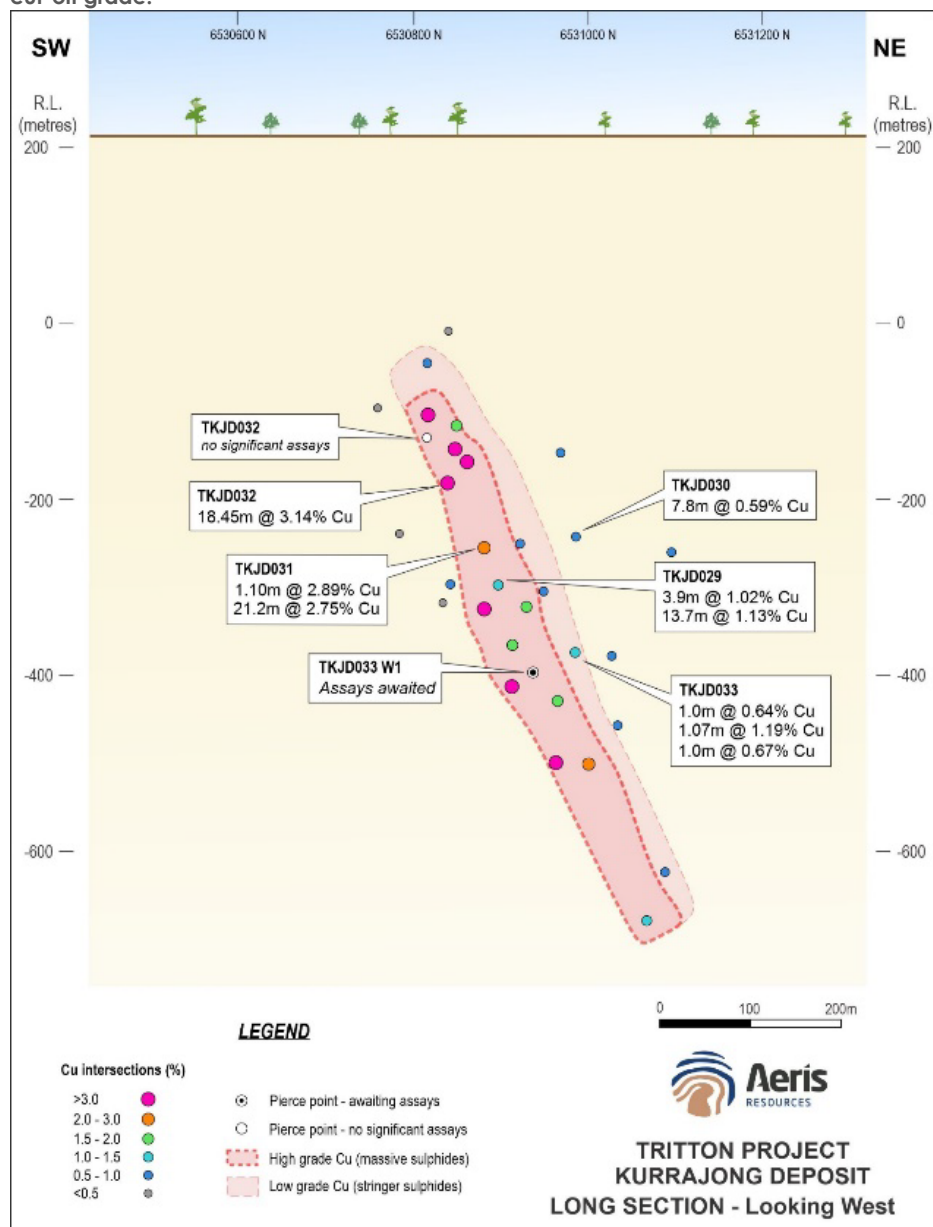 cut off grade.
6530600 N
6530800 N
6531000 N
6531200 N
SW
NE
R.L.
(metres)
R.L.
(metres)
200
200
0
0
TKJD032
no significant assays
-200
-200
TKJD030
7.8m @ 0.59% Cu
TKJD032
18.45m @ 3.14% Cu
TKJD031
1.10m @ 2.89% Cu
21.2m @ 2.75% Cu
TKJD029
3.9m @ 1.02% Cu
13.7m @ 1.13% Cu
TKJD033 W1
Assays awaited
-400
-400
TKJD033
1.0m @ 0.64% Cu
1.07m @ 1.19% Cu
1.0m @ 0.67% Cu
-600
-600
0 100 200m
LEGEND
Cu intersections (%)
>3.0
2.0 - 3.0
1.5 - 2.0
1.0 - 1.5
0.5 - 1.0
<0.5
Pierce point - awaiting assays
Pierce point - no significant assays
High grade Cu (massive sulphides)
Low grade Cu (stringer sulphides)
Aeris
RESOURCES
TRITTON PROJECT
KURRAJONG DEPOSIT
LONG SECTION - Looking West